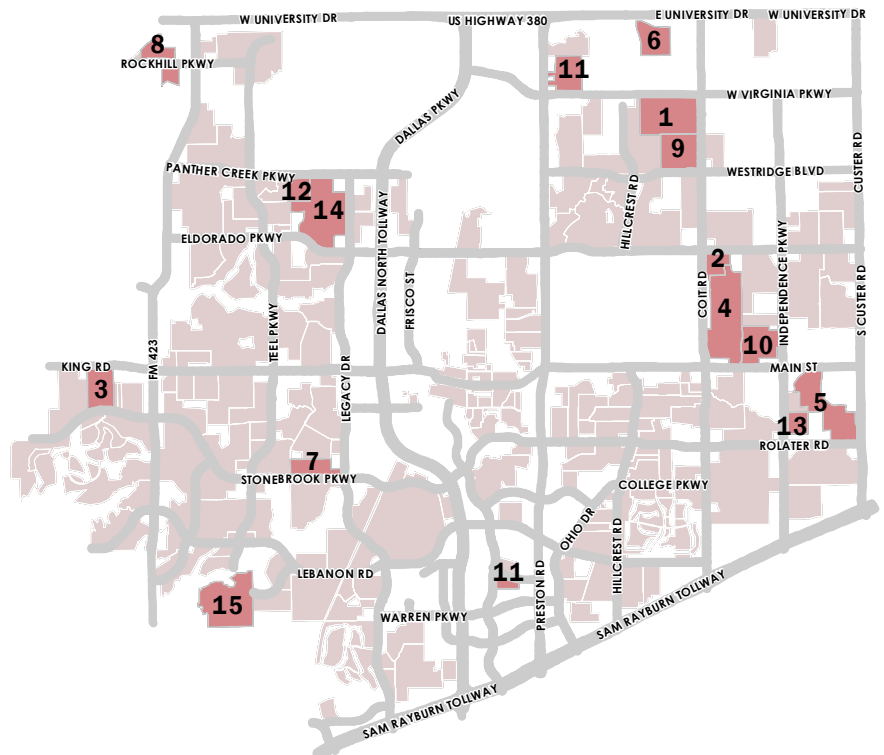 W UNIVERSITY DR
US HIGHWAY 380
E UNIVERSITY DR
W UNIVERSITY DR
8
6
ROCKHILL PKWY
11
DALLAS PKWY
W VIRGINIA PKWY
1
9
CUSTER RD
PANTHER CREEK PKWY
WESTRIDGE BLVD
12
14
HILLCREST RD
ELDORADO PKWY
DALLAS NORTH TOLLWAY
2
COIT RD
INDEPENDENCE PKWY
S CUSTER RD
FRISCO ST
4
TEEL PKWY
FM 423
LEGACY DR
10
KING RD
MAIN ST
3
5
13
ROLATER RD
7
STONEBROOK PKWY
COLLEGE PKWY
OHIO DR
HILLCREST RD
LEBANON RD
11
PRESTON RD
15
WARREN PKWY
SAM RAYBURN TOLLWAY
SAM RAYBURN TOLLWAY